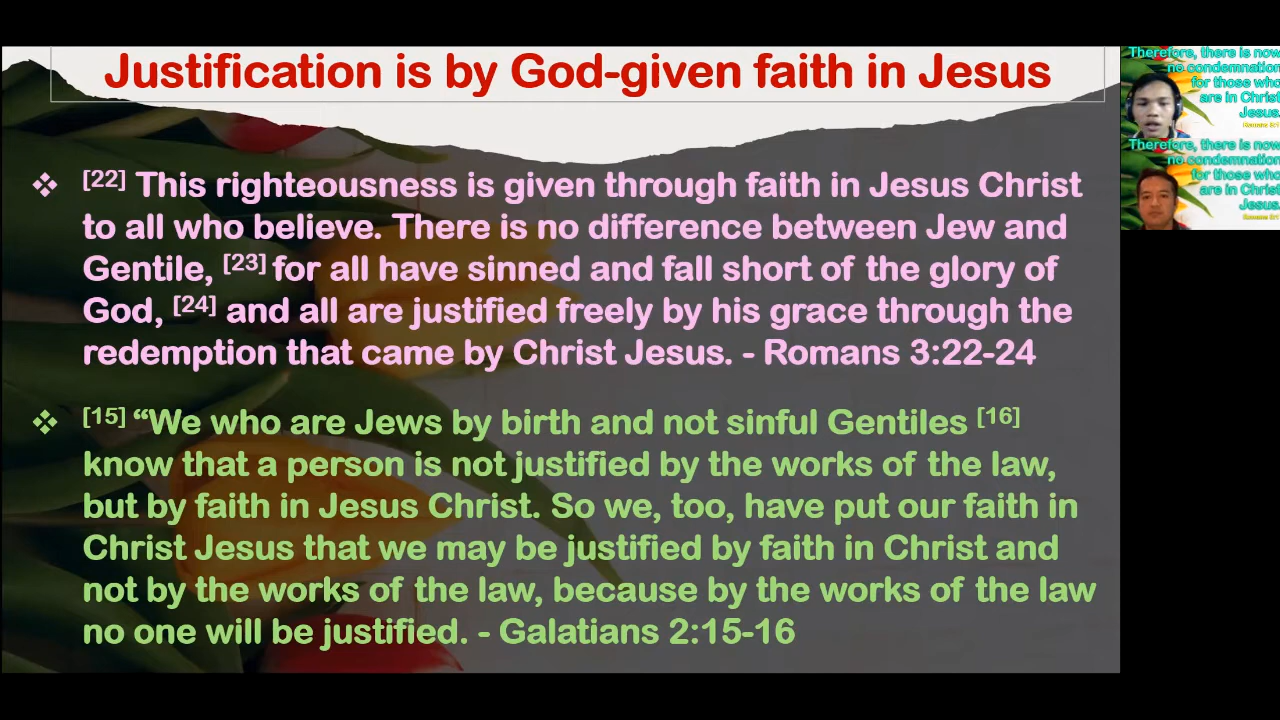 Justification is by God-given faith in Jesus
❖ [22] This righteousness is given through faith in Jesus Christ
to all who believe. There is no difference between Jew and
Gentile, [23] for all have sinned and fall short of the glory of
God, [24] and all are justified freely by his grace through the
redemption that came by Christ Jesus. - Romans 3:22-24
❖ [15] “We who are Jews by birth and not sinful Gentiles [16]
know that a person is not justified by the works of the law,
but by faith in Jesus Christ. So we, too, have put our faith in
Christ Jesus that we may be justified by faith in Christ and
not by the works of the law, because by the works of the law
no one will be justified. - Galatians 2:15-16
Therefore, there is now
no condemnation
for those who
are in Christ
Jesus.
Romans 8:1
Therefore, there is now
no condemnation
for those who
are in Christ
Jesus.
Romans 8:1